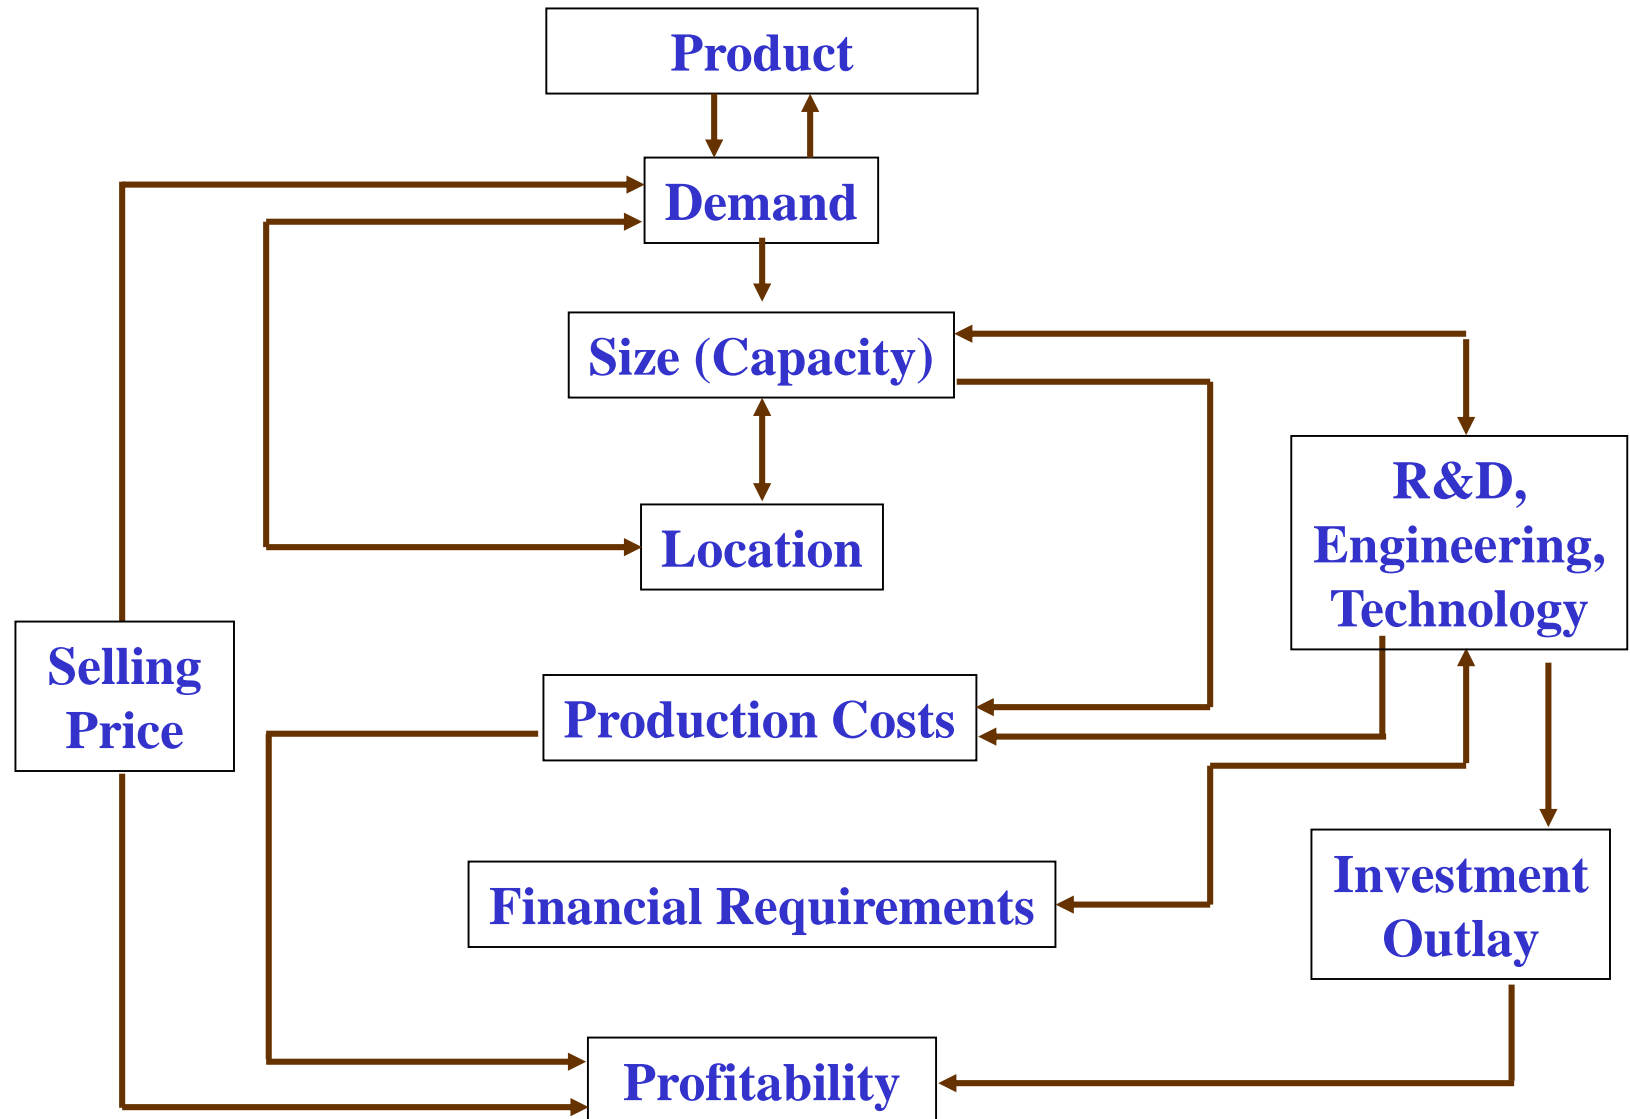 Product
Demand
Size (Capacity)
R&D,
Engineering,
Technology
Location
Selling
Price
Production Costs
Financial Requirements
Investment
Outlay
Profitability